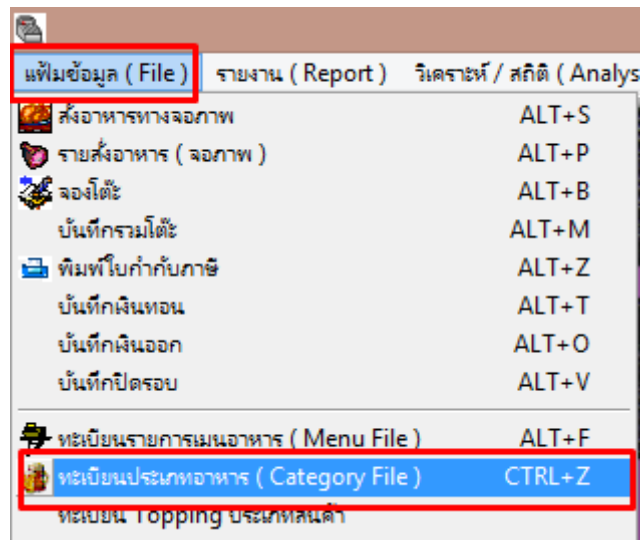 แฟ้มข้อมูล ( File ) รายงาน ( Report ) วิเคราะห์ / สถิติ ( Analys
สั่งอาหารทางจอภาพ ALT+S
รายสั่งอาหาร ( จอภาพ ) ALT+P
จองโต๊ะ ALT+B
บันทึกรวมโต๊ะ ALT+M
พิมพ์ใบกำกับภาษี ALT+Z
บันทึกเงินทอน ALT+T
บันทึกเงินออก ALT+O
บันทึกปิดรอบ ALT+V
ทะเบียนรายการเมนอาหาร ( Menu File ) ALT+F
ทะเบียนประเภทอาหาร ( Category File ) CTRL+Z
ทะเบียน Topping ประเภทสินค้า